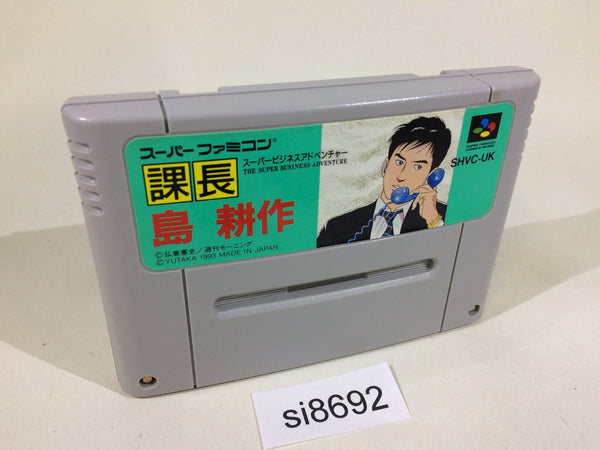 スーパー ファミコン®
課長
島 耕作
スーパービジネスアドベンチャー
THE SUPER BUSINESS ADVENTURE
SHVC-UK
©弘兼憲史/週刊モーニング
©YUTAKA 1993 MADE IN JAPAN
si8692